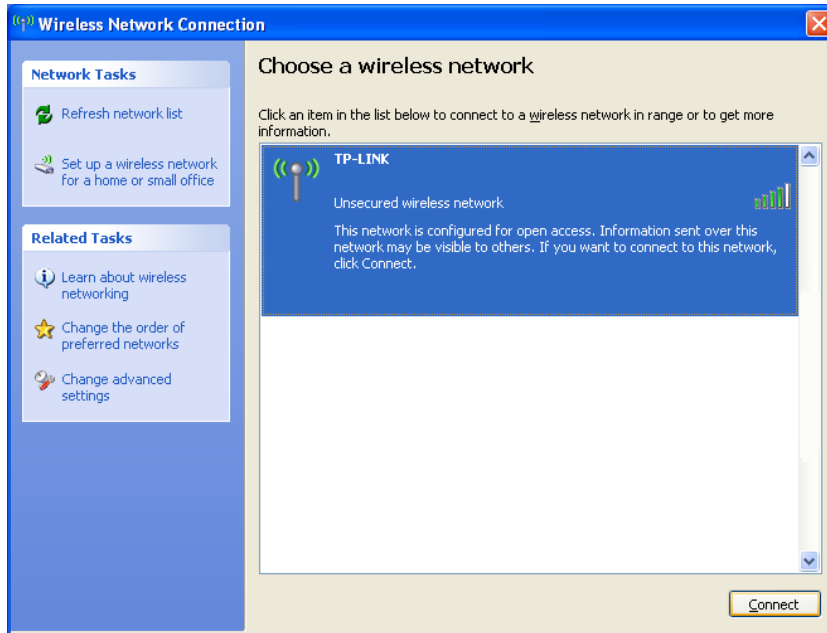 Wireless Network Connection
Network Tasks
Refresh network list
Set up a wireless network
for a home or small office
Related Tasks
Learn about wireless
networking
Change the order of
preferred networks
Change advanced
settings
Choose a wireless network
Click an item in the list below to connect to a wireless network in range or to get more
information.
TP-LINK
Unsecured wireless network
This network is configured for open access. Information sent over this
network may be visible to others. If you want to connect to this network,
click Connect.
Connect